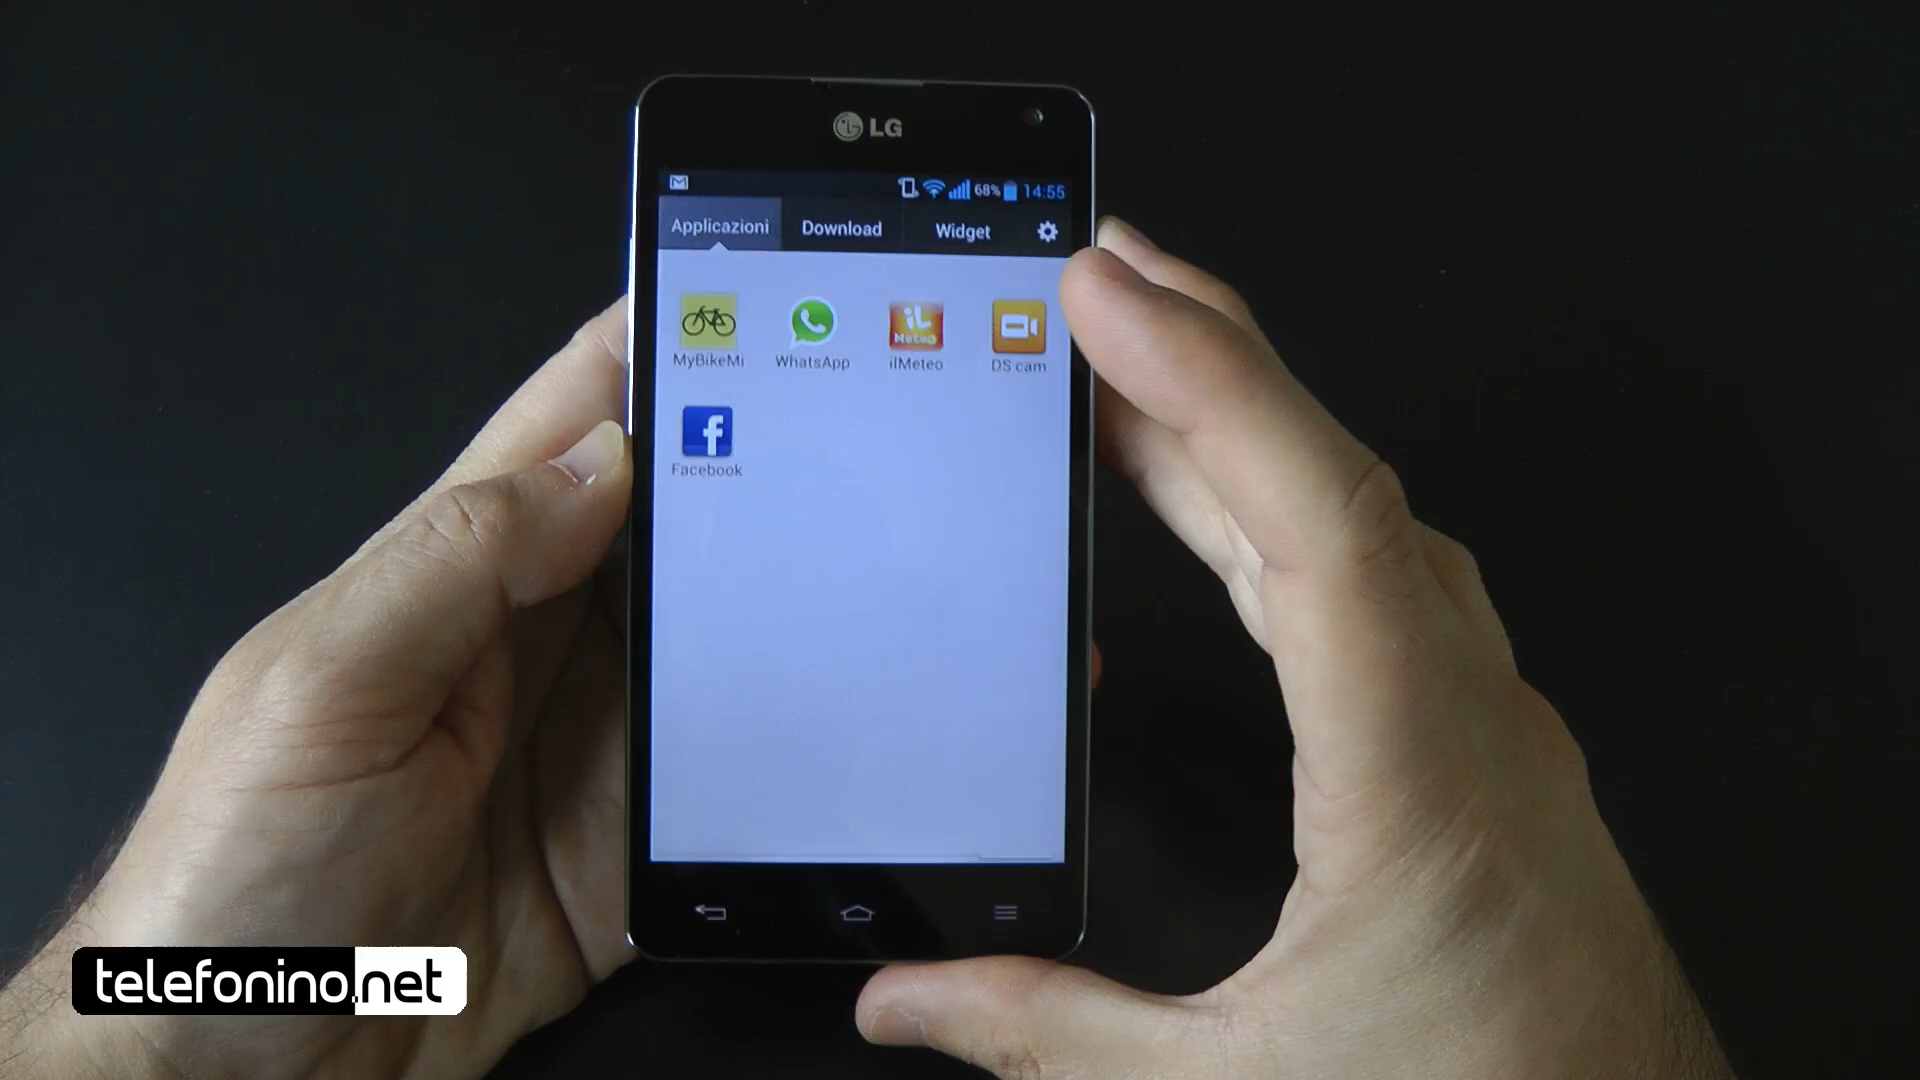 LG
68% 14:55
Applicazioni Download Widget
iL
Meteo
MyBikeMi WhatsApp ilMeteo DS cam
f
Facebook
telefonino.net